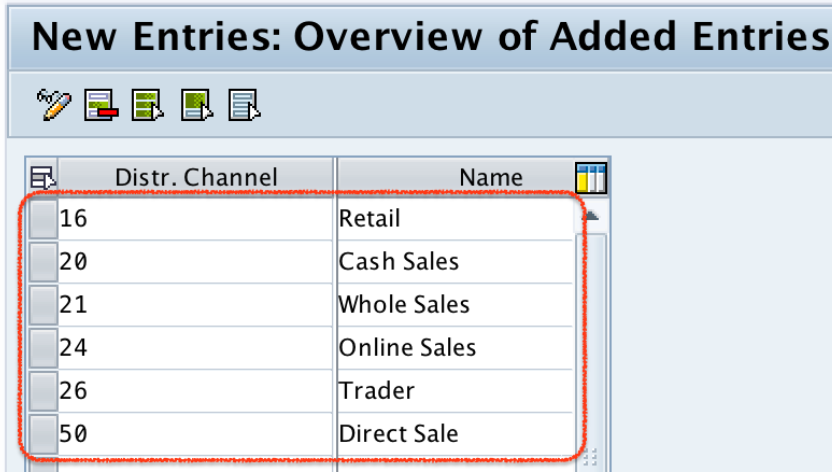 New Entries: Overview of Added Entries
Distr. Channel Name
16 Retail
20 Cash Sales
21 Whole Sales
24 Online Sales
26 Trader
50 Direct Sale